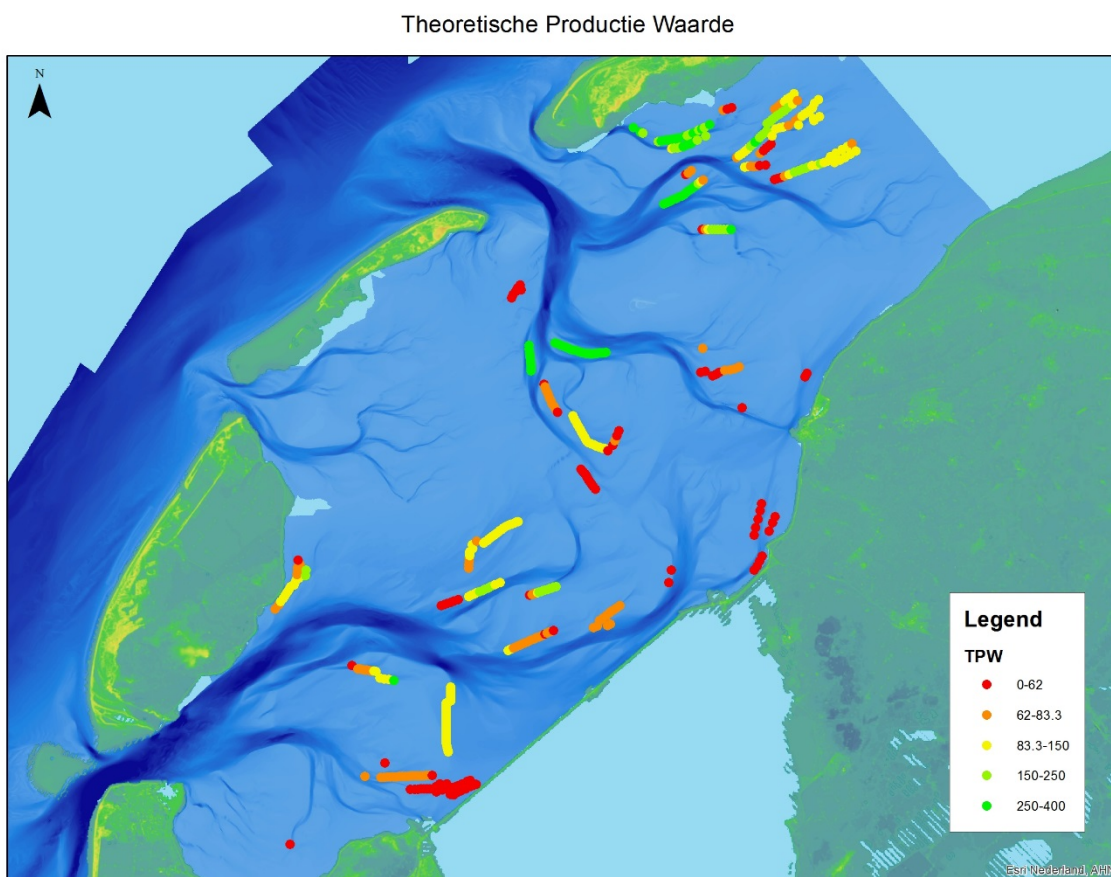 Theoretische Productie Waarde
N
Legend
TPW
0-62
62-83.3
83.3-150
150-250
250-400
Esri Nederland, AHN